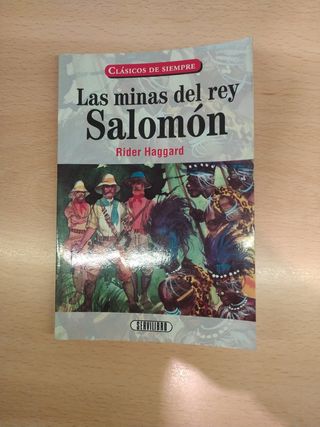 CLÁSICOS DE SIEMPRE
Las minas del rey
Salomón
Rider Haggard
SERVILIBRO